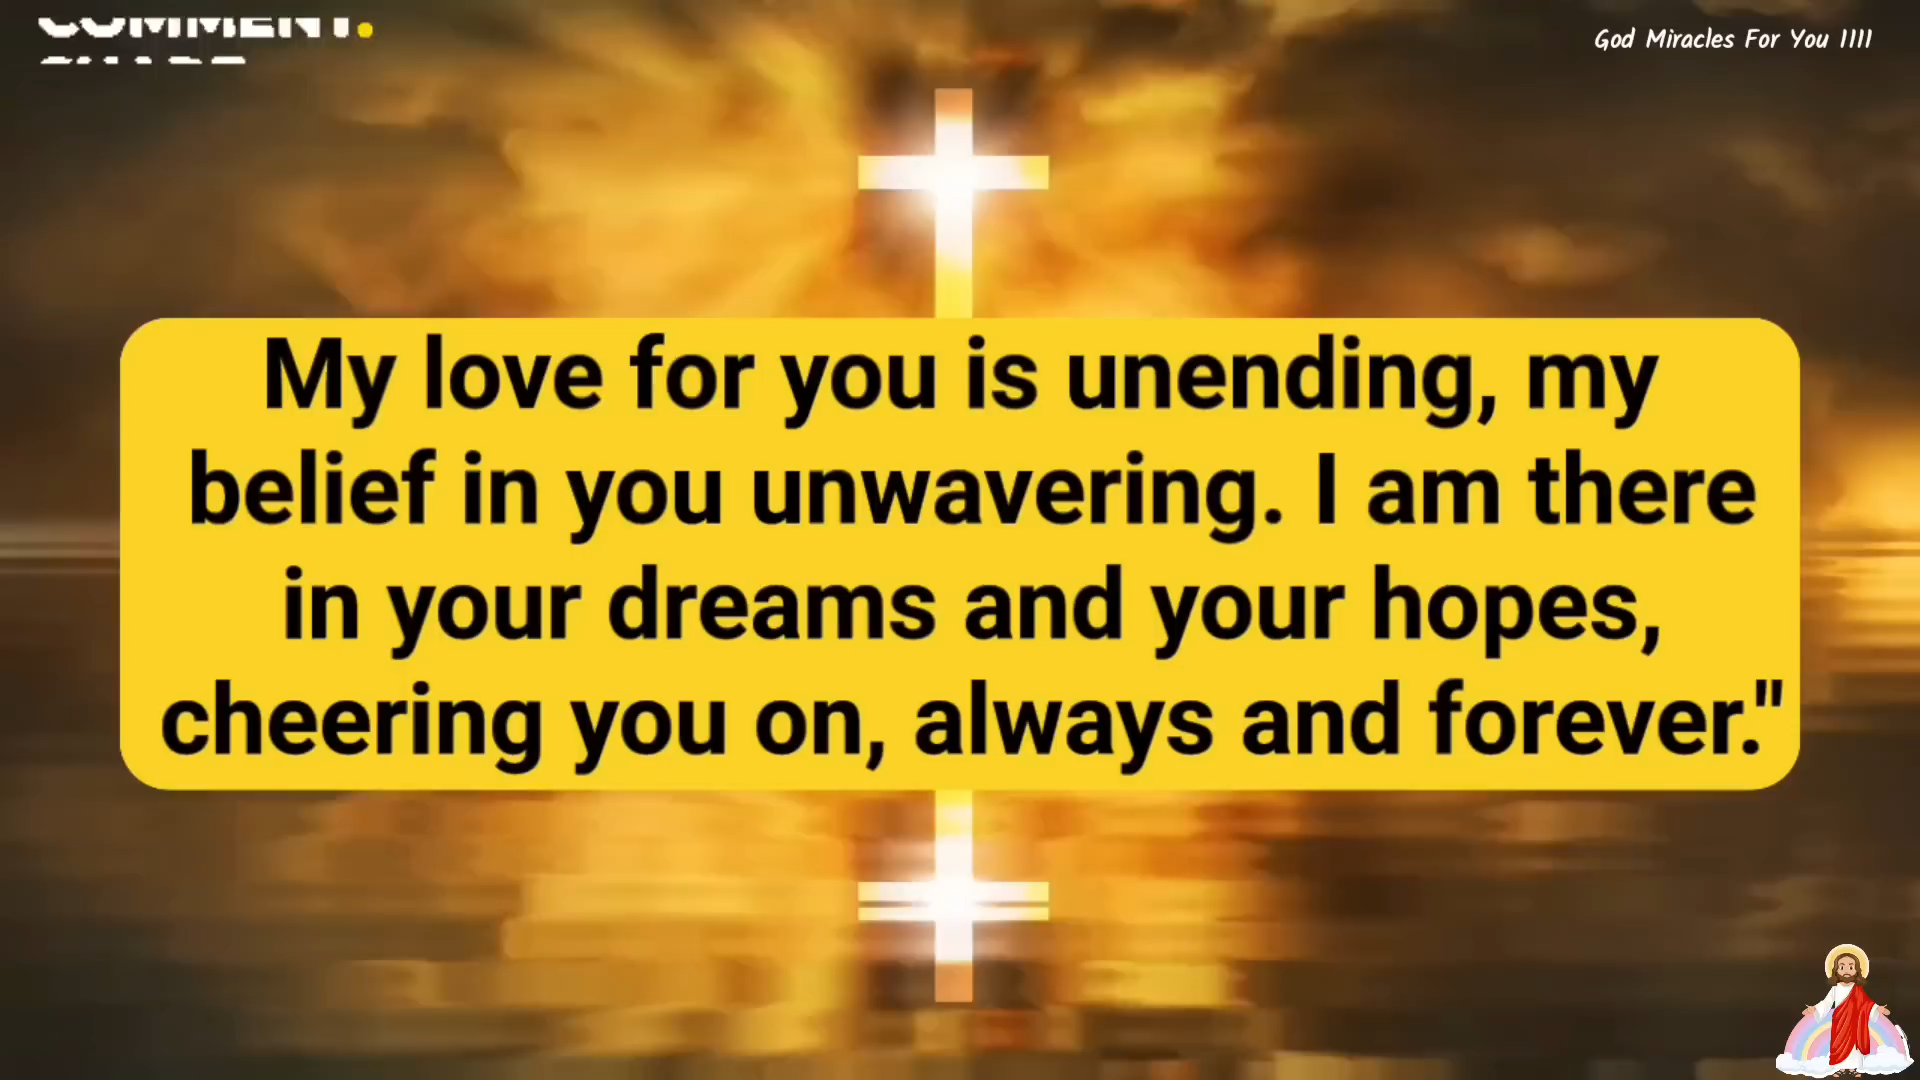 COMMENT.
God Miracles For You 1111
My love for you is unending, my
belief in you unwavering. I am there
in your dreams and your hopes,
cheering you on, always and forever."